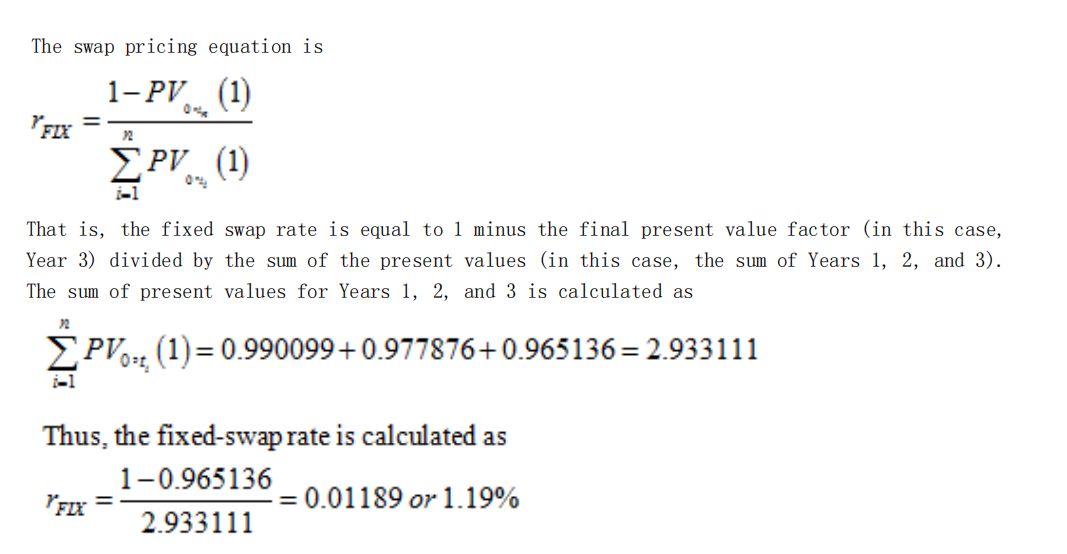 The swap pricing equation is
r_FIX = (1 − PV_{0,t_n}(1)) / (∑_{i=1}^{n} PV_{0,t_i}(1))
That is, the fixed swap rate is equal to 1 minus the final present value factor (in this case,
Year 3) divided by the sum of the present values (in this case, the sum of Years 1, 2, and 3).
The sum of present values for Years 1, 2, and 3 is calculated as
∑_{i=1}^{n} PV_{0,t_i}(1) = 0.990099 + 0.977876 + 0.965136 = 2.933111
Thus, the fixed-swap rate is calculated as
r_FIX = (1 − 0.965136) / 2.933111 = 0.01189 or 1.19%